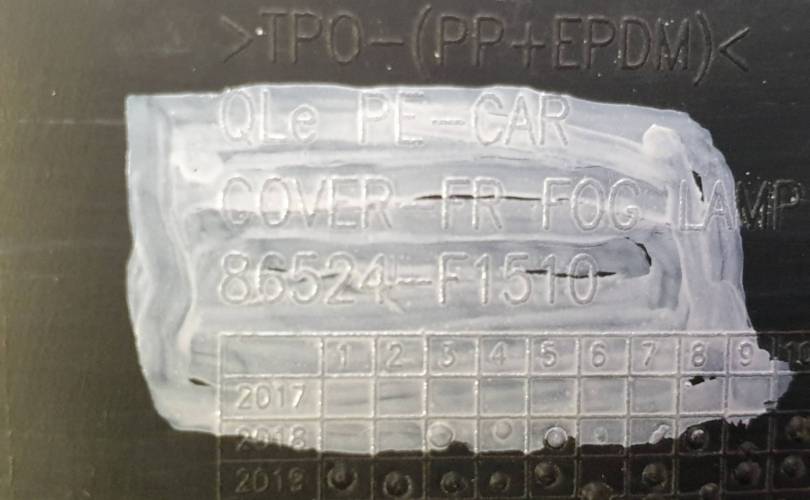 >TPO-(PP+EPDM)<
QLe PE-CAR
COVER-FR FOG LAMP
86524-F1510
1 2 3 4 5 6 7 8 9 10
2017
2018
2019